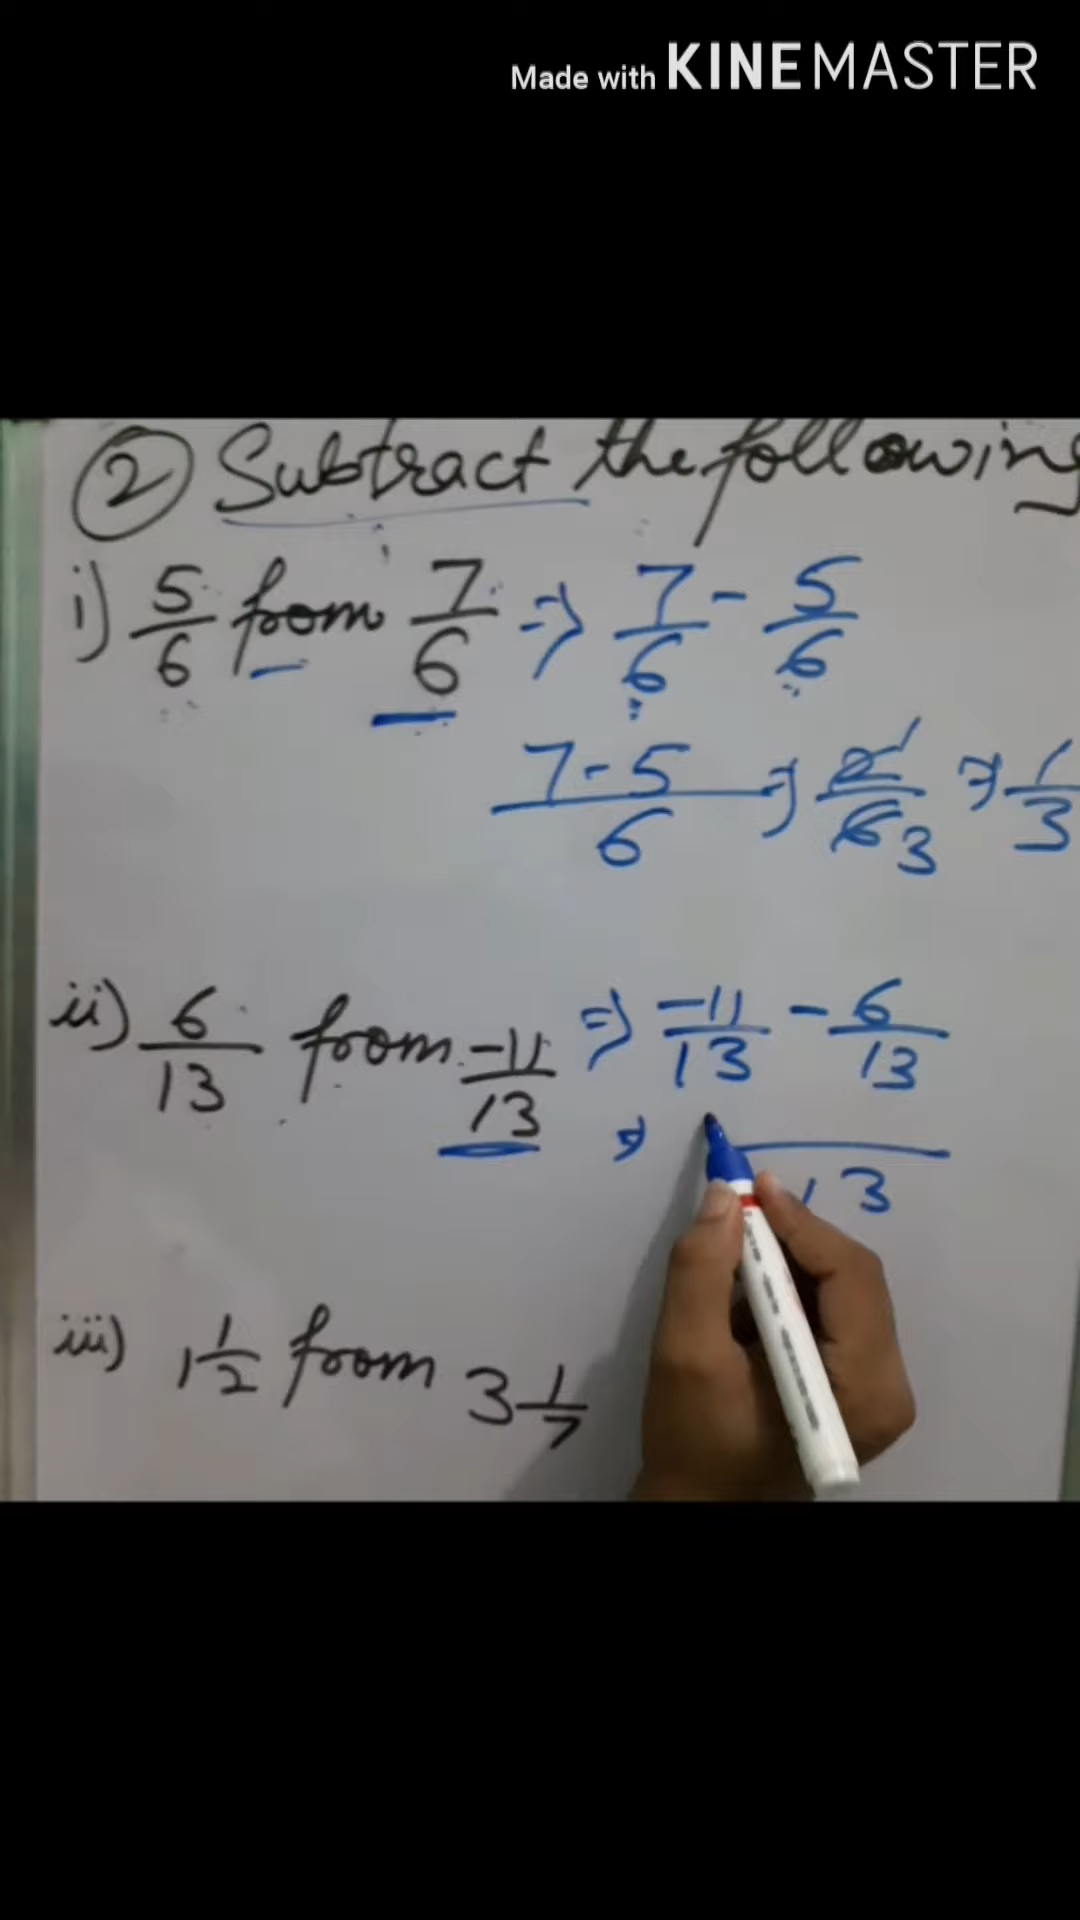 Made with KINEMASTER
② Subtract the following
i) 5/6 from 7/6 ⇒ 7/6 - 5/6
7-5/6 ⇒ 2/6 1/3 ⇒ 1/3
ii) 6/13 from -11/13 ⇒ -11/13 - 6/13
⇒ /13
iii) 1 1/2 from 3 1/7